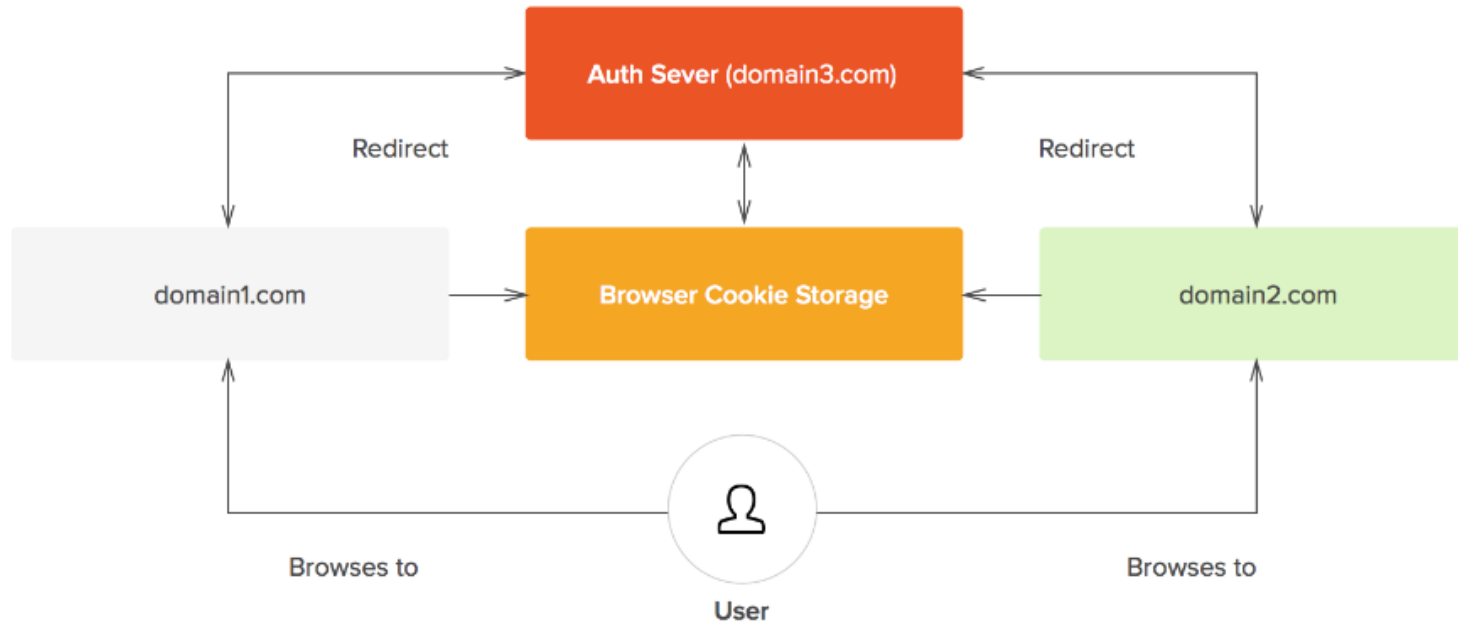 Auth Sever (domain3.com)
Redirect
Redirect
domain1.com
Browser Cookie Storage
domain2.com
Browses to
Browses to
User